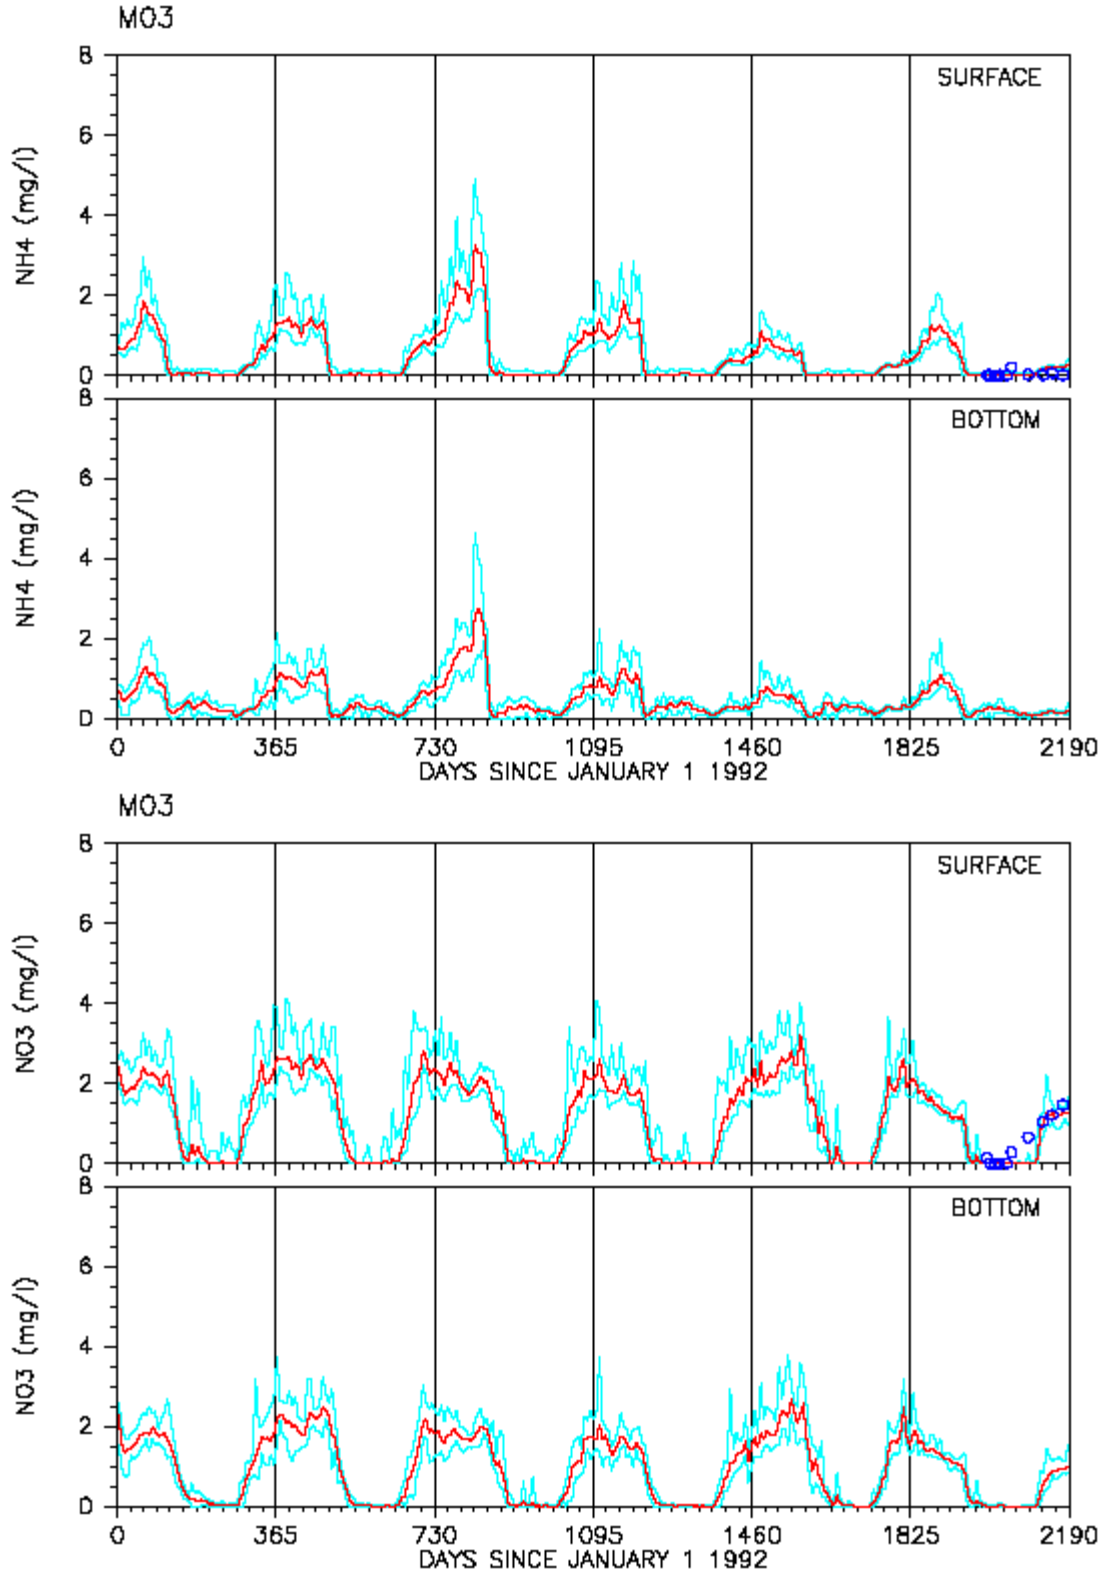 MO3
8
SURFACE
6
NH4 (mg/l)
4
2
0
8
BOTTOM
6
NH4 (mg/l)
4
2
0
0 365 730 1095 1460 1825 2190
DAYS SINCE JANUARY 1 1992
MO3
8
SURFACE
6
NO3 (mg/l)
4
2
0
8
BOTTOM
6
NO3 (mg/l)
4
2
0
0 365 730 1095 1460 1825 2190
DAYS SINCE JANUARY 1 1992